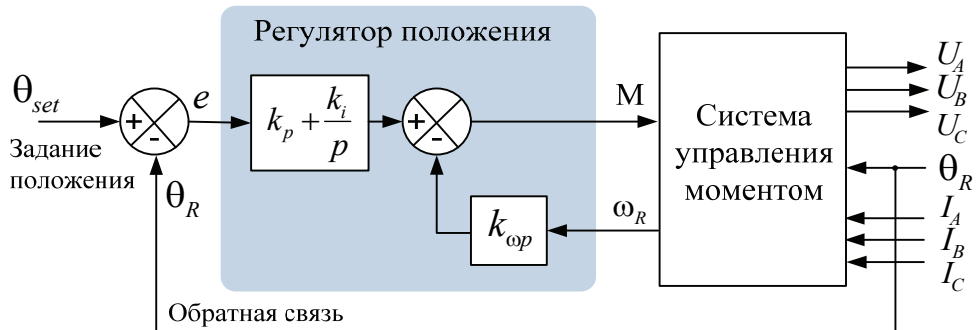 Регулятор положения
θset
+
-
e
kp + ki/p
+
-
M
Система
управления
моментом
UA
UB
UC
Задание
положения
θR
kωp
ωR
θR
IA
IB
IC
Обратная связь